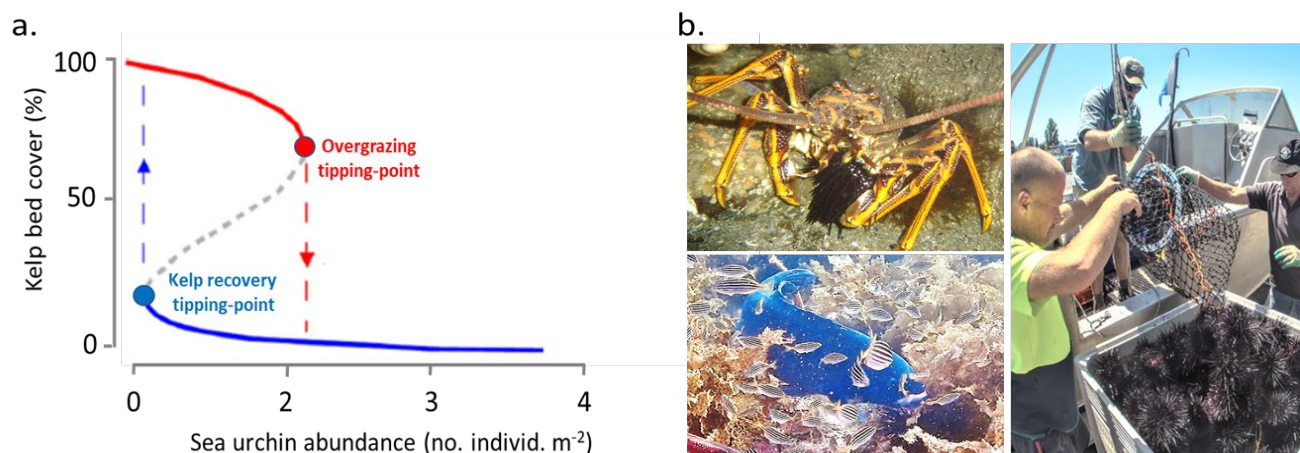 a.
b.
100
50
0
Kelp bed cover (%)
Overgrazing
tipping-point
Kelp recovery
tipping-point
0 2 3 4
Sea urchin abundance (no. individ. m⁻²)